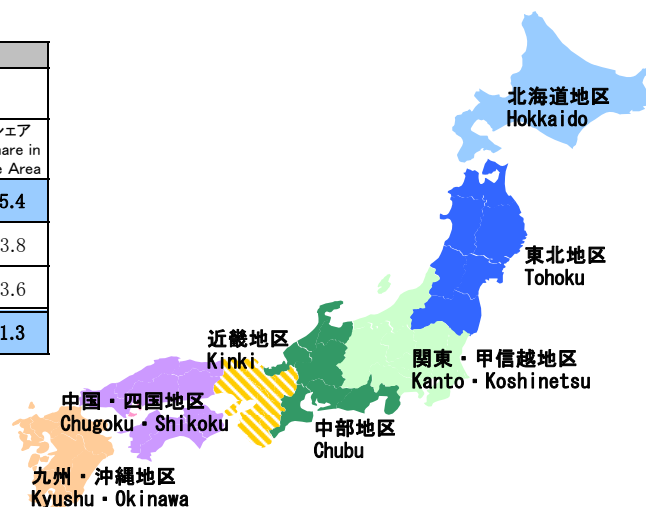 ェア
are in
Area
5.4
3.8
3.6
1.3
北海道地区
Hokkaido
東北地区
Tohoku
近畿地区
Kinki
関東・甲信越地区
Kanto・Koshinetsu
中国・四国地区
Chugoku・Shikoku
中部地区
Chubu
九州・沖縄地区
Kyushu・Okinawa